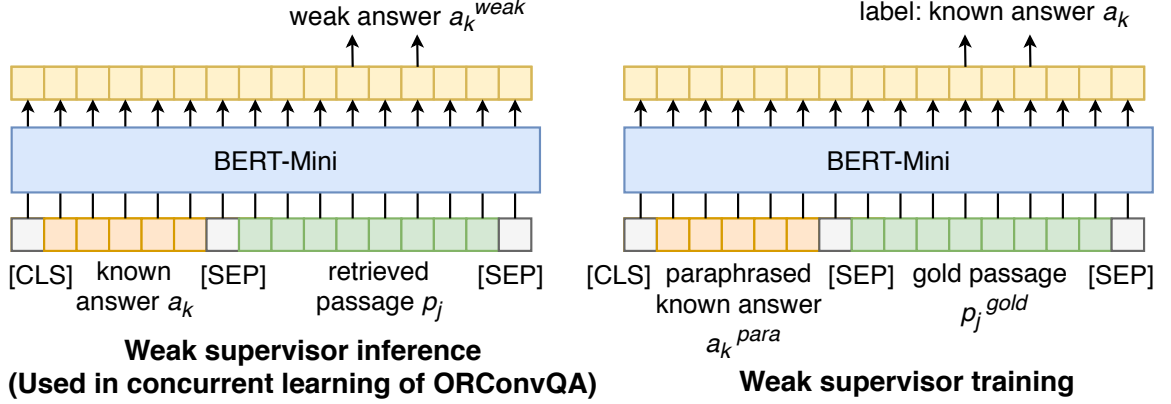 weak answer a_k^weak
BERT-Mini
[CLS] known answer a_k [SEP] retrieved passage p_j [SEP]
Weak supervisor inference
(Used in concurrent learning of ORConvQA)
label: known answer a_k
BERT-Mini
[CLS] paraphrased known answer a_k^para [SEP] gold passage p_j^gold [SEP]
Weak supervisor training